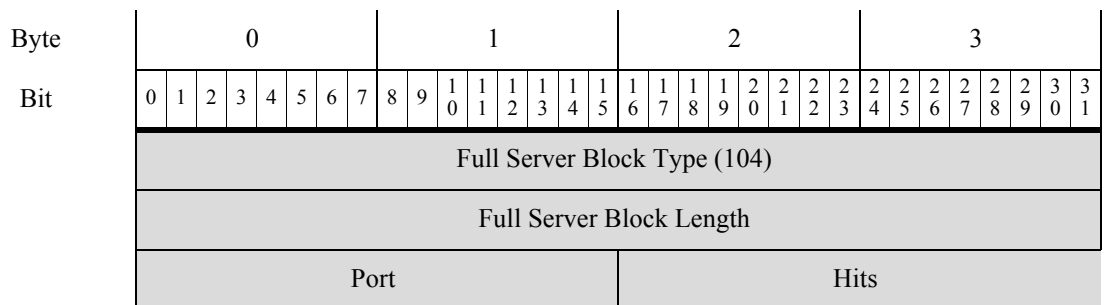 Byte 0 1 2 3
Bit 0 1 2 3 4 5 6 7 8 9 10 11 12 13 14 15 16 17 18 19 20 21 22 23 24 25 26 27 28 29 30 31
Full Server Block Type (104)
Full Server Block Length
Port Hits